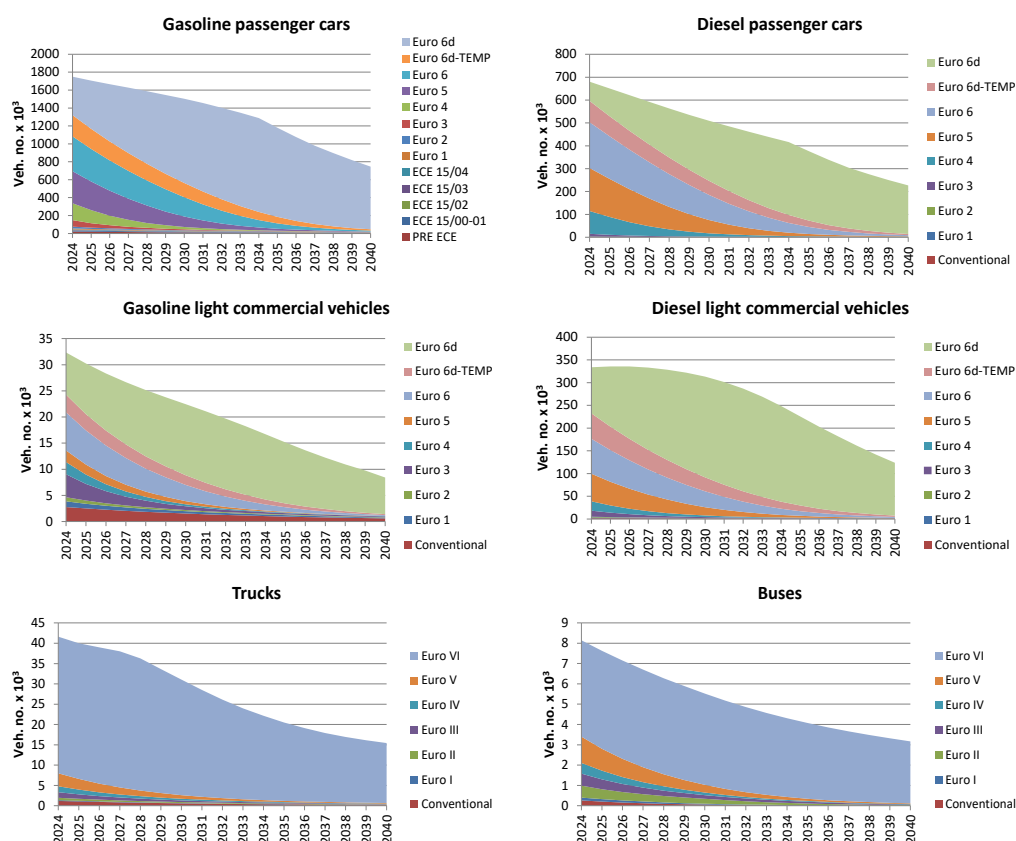 Gasoline passenger cars
Veh. no. x 10³
2000
1800
1600
1400
1200
1000
800
600
400
200
0
2024 2025 2026 2027 2028 2029 2030 2031 2032 2033 2034 2035 2036 2037 2038 2039 2040
Euro 6d
Euro 6d-TEMP
Euro 6
Euro 5
Euro 4
Euro 3
Euro 2
Euro 1
ECE 15/04
ECE 15/03
ECE 15/02
ECE 15/00-01
PRE ECE
Diesel passenger cars
Veh. no. x 10³
800
700
600
500
400
300
200
100
0
2024 2025 2026 2027 2028 2029 2030 2031 2032 2033 2034 2035 2036 2037 2038 2039 2040
Euro 6d
Euro 6d-TEMP
Euro 6
Euro 5
Euro 4
Euro 3
Euro 2
Euro 1
Conventional
Gasoline light commercial vehicles
Veh. no. x 10³
35
30
25
20
15
10
5
0
2024 2025 2026 2027 2028 2029 2030 2031 2032 2033 2034 2035 2036 2037 2038 2039 2040
Euro 6d
Euro 6d-TEMP
Euro 6
Euro 5
Euro 4
Euro 3
Euro 2
Euro 1
Conventional
Diesel light commercial vehicles
Veh. no. x 10³
400
350
300
250
200
150
100
50
0
2024 2025 2026 2027 2028 2029 2030 2031 2032 2033 2034 2035 2036 2037 2038 2039 2040
Euro 6d
Euro 6d-TEMP
Euro 6
Euro 5
Euro 4
Euro 3
Euro 2
Euro 1
Conventional
Trucks
Veh. no. x 10³
45
40
35
30
25
20
15
10
5
0
2024 2025 2026 2027 2028 2029 2030 2031 2032 2033 2034 2035 2036 2037 2038 2039 2040
Euro VI
Euro V
Euro IV
Euro III
Euro II
Euro I
Conventional
Buses
Veh. no. x 10³
9
8
7
6
5
4
3
2
1
0
2024 2025 2026 2027 2028 2029 2030 2031 2032 2033 2034 2035 2036 2037 2038 2039 2040
Euro VI
Euro V
Euro IV
Euro III
Euro II
Euro I
Conventional